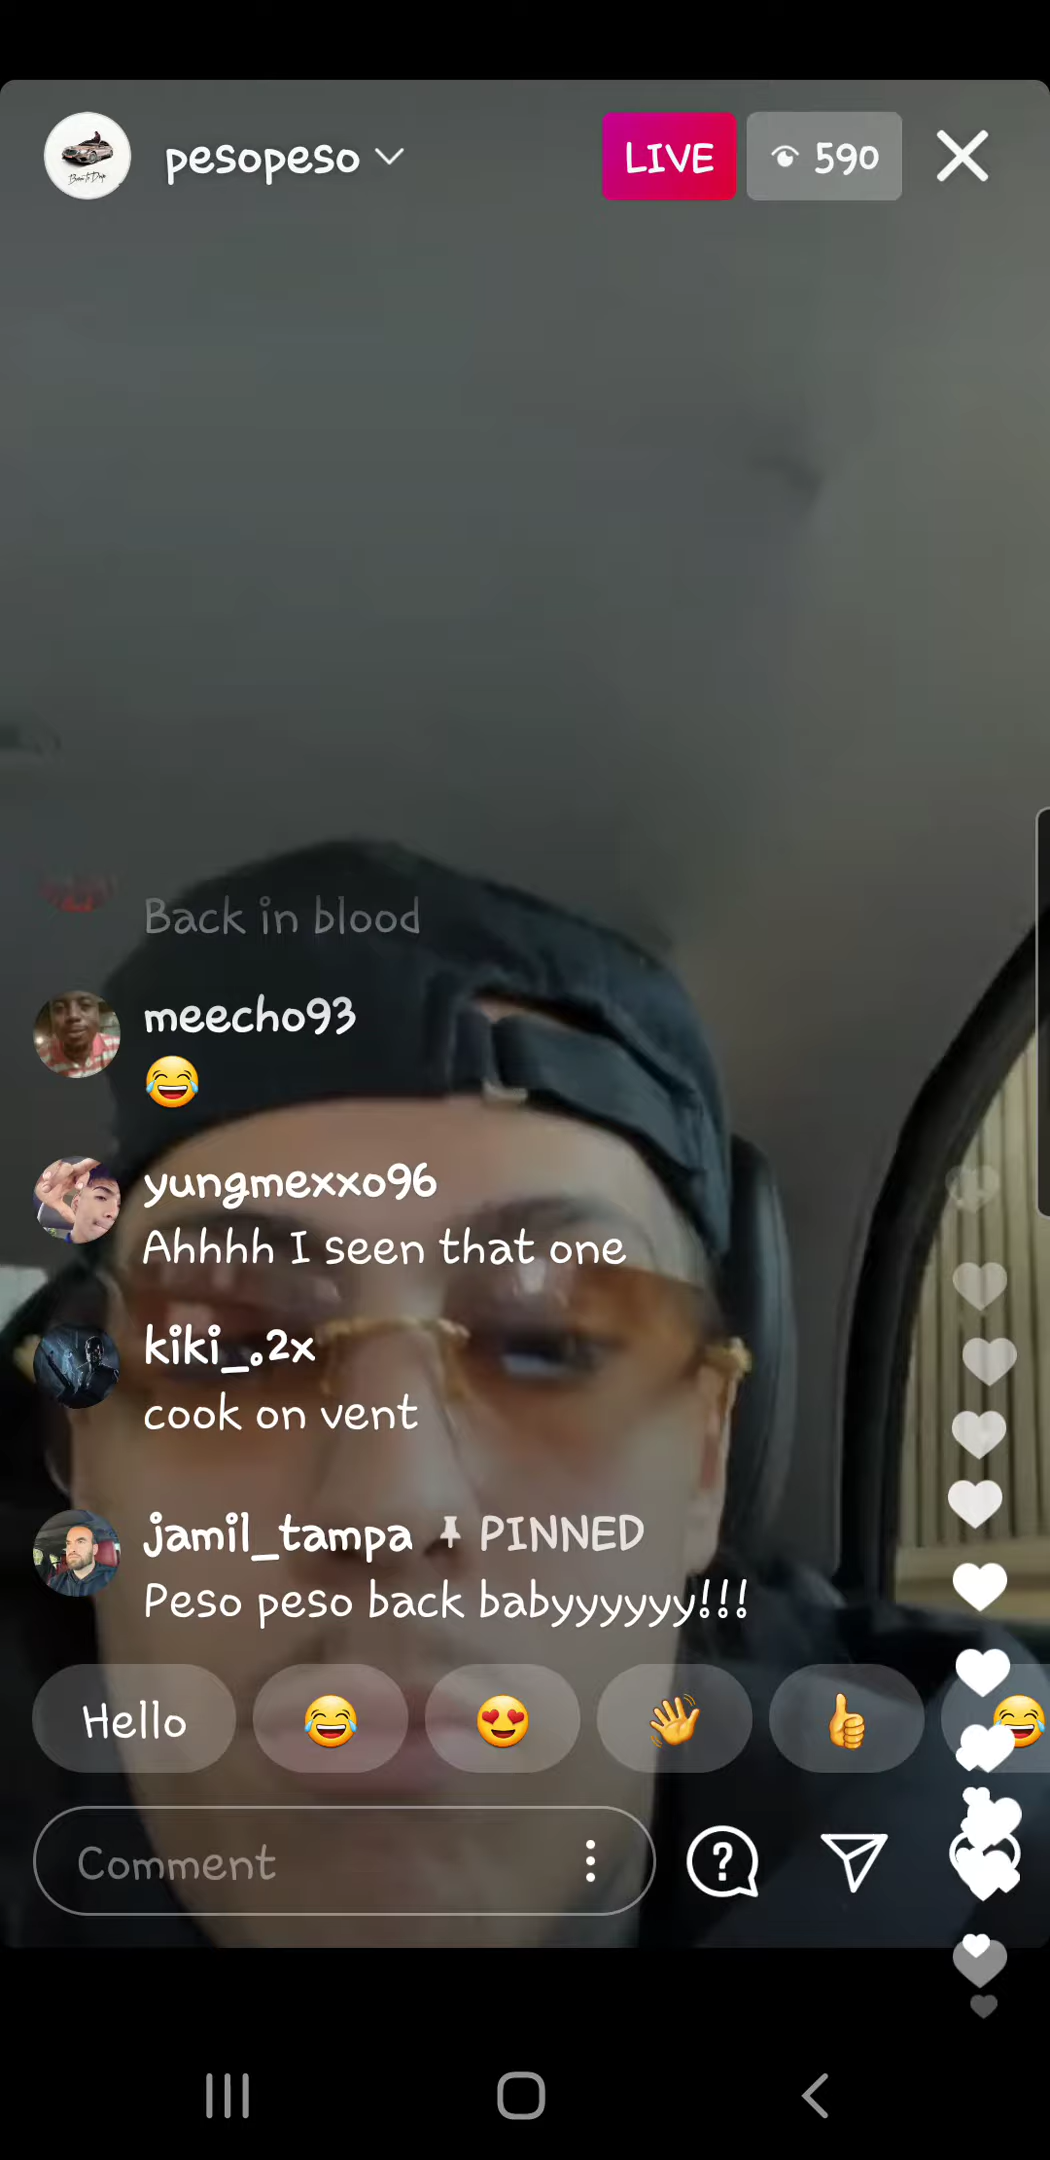 pesopeso
LIVE
590
Back in blood
meecho93
😂
yungmexxo96
Ahhhh I seen that one
kiki_.2x
cook on vent
jamil_tampa PINNED
Peso peso back babyyyyyy!!!
Hello 😂 😍 👋 👍 😂
Comment